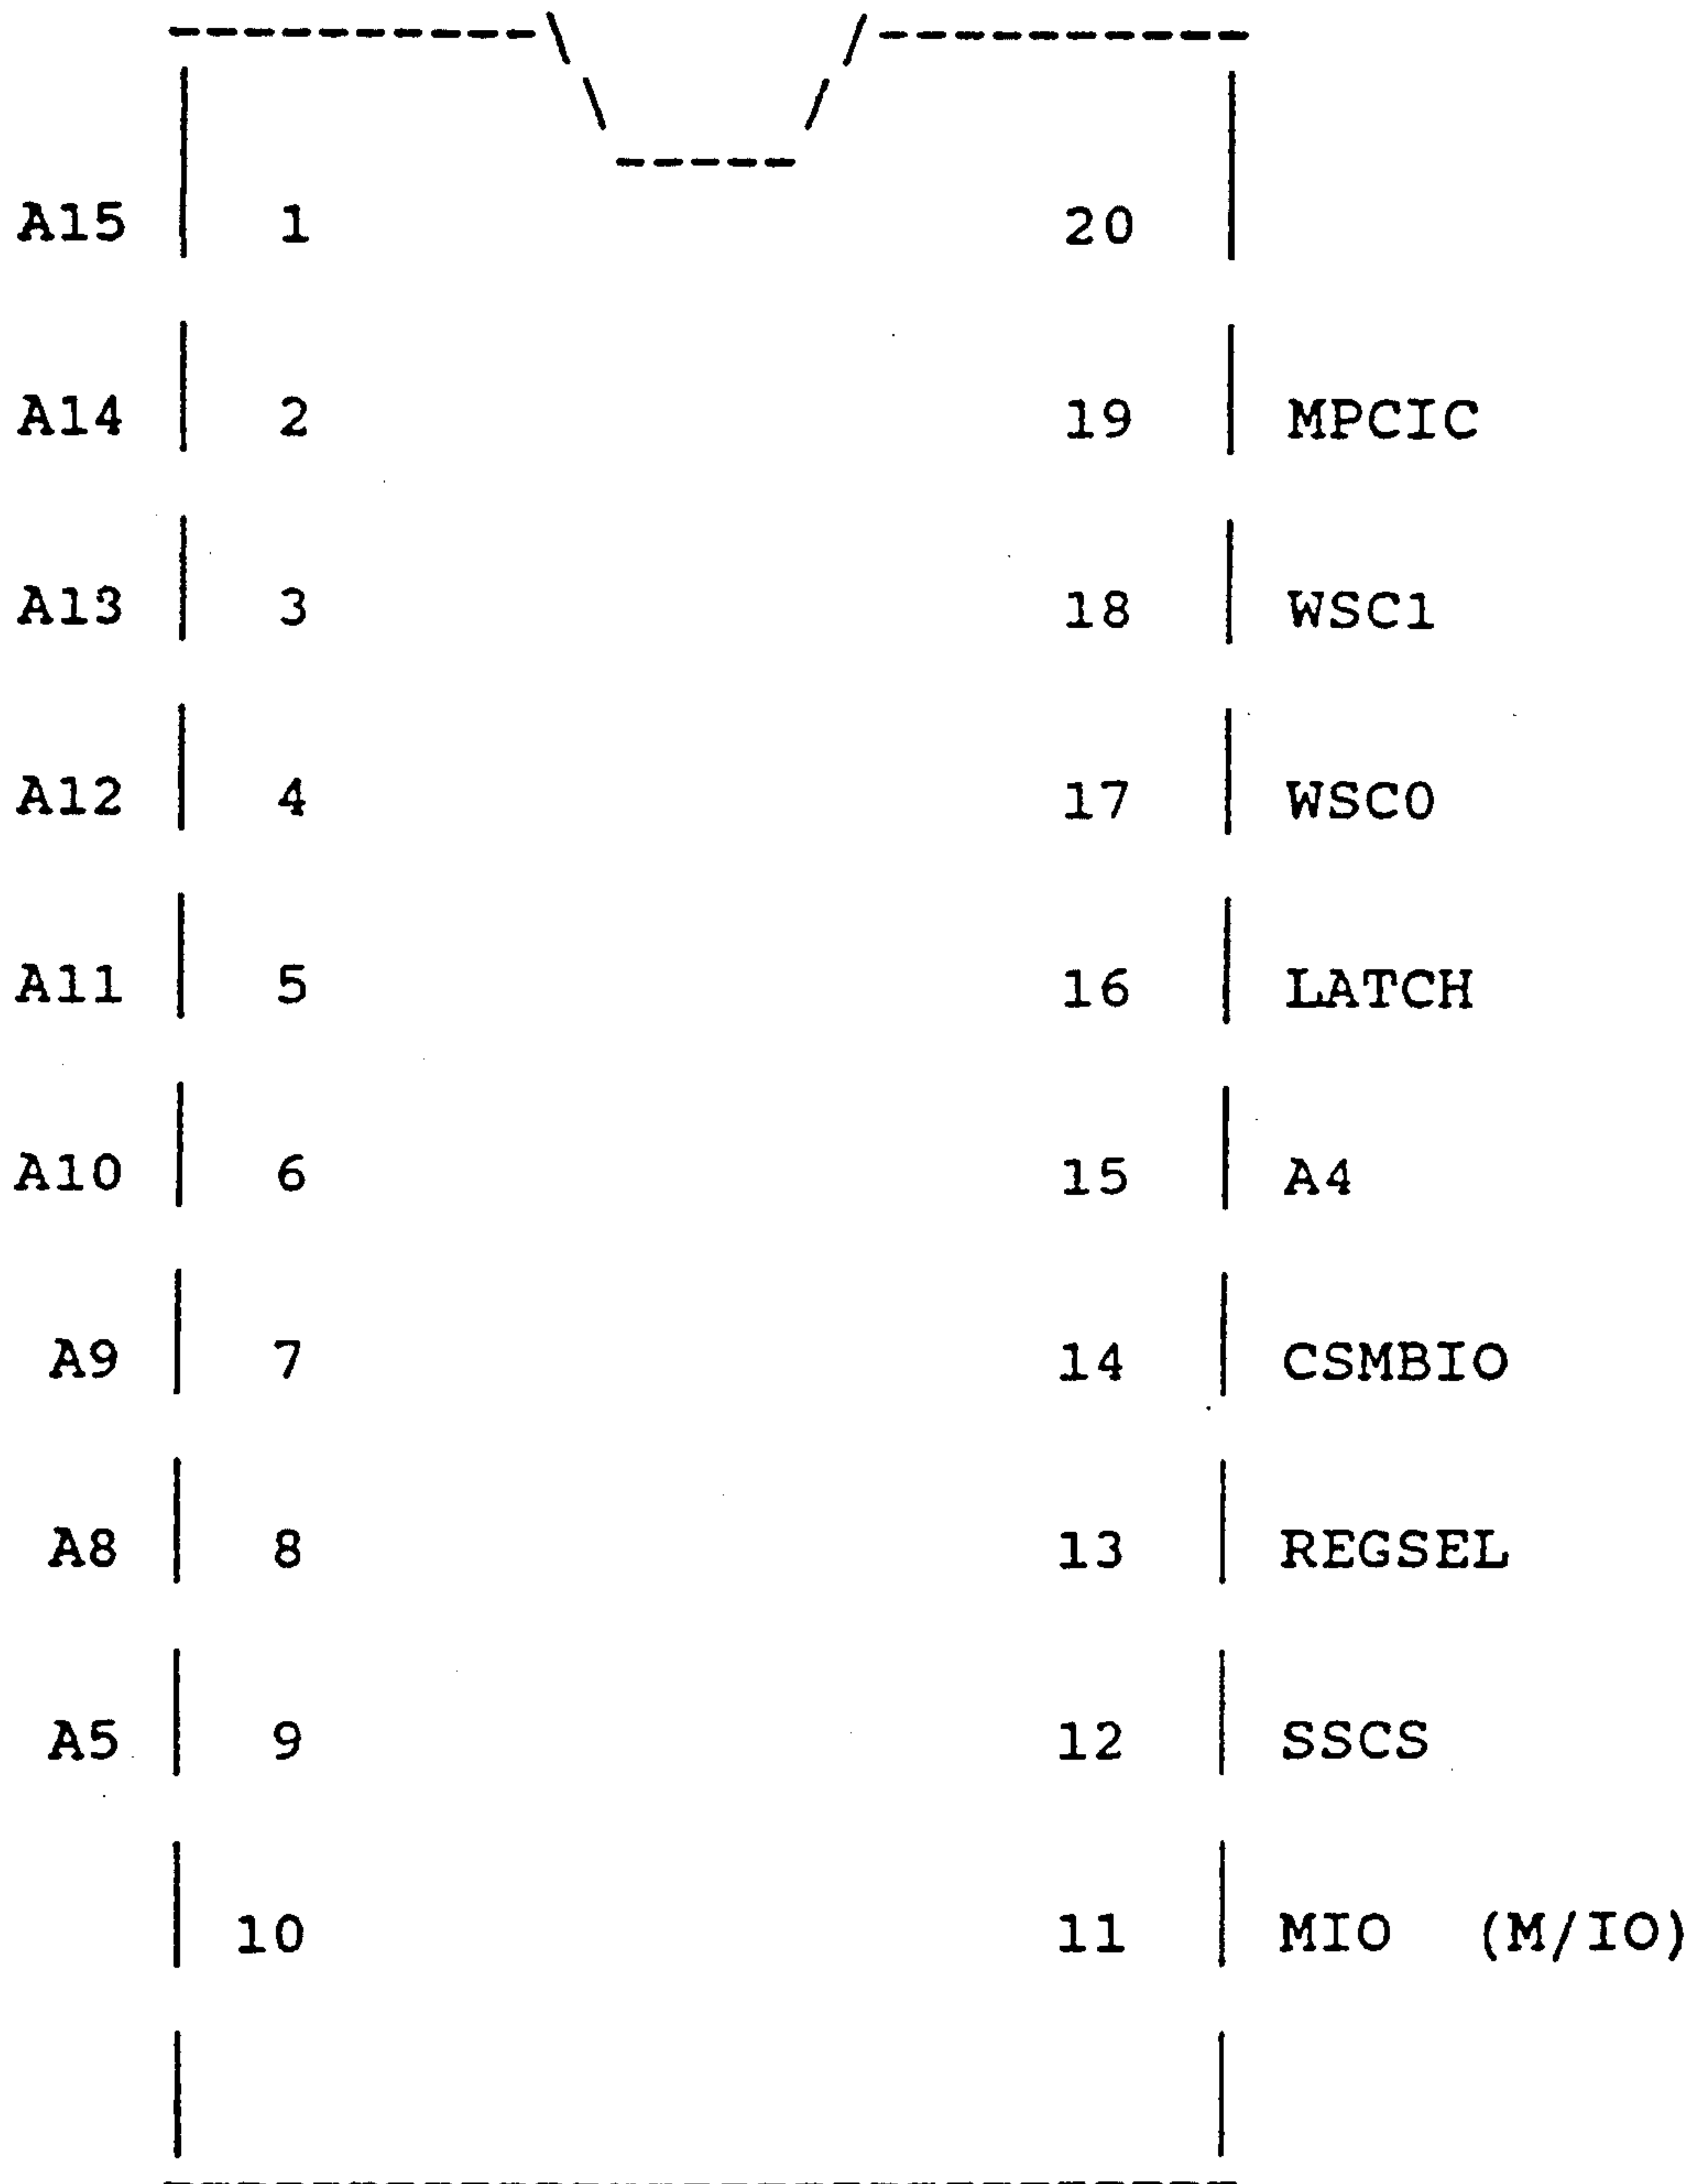 A15 1 20
A14 2 19 MPCIC
A13 3 18 WSC1
A12 4 17 WSC0
A11 5 16 LATCH
A10 6 15 A4
A9 7 14 CSMBIO
A8 8 13 REGSEL
A5 9 12 SSCS
10 11 MIO (M/IO)